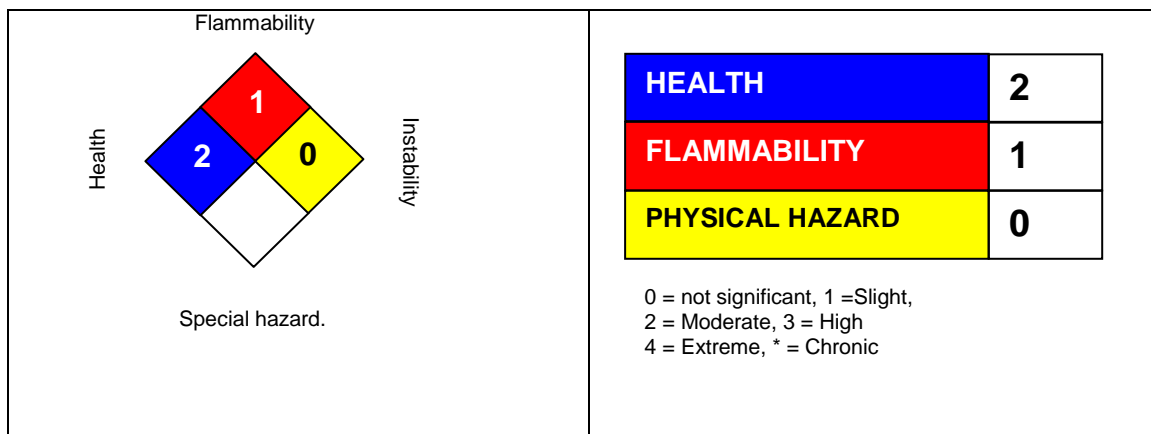 Flammability
1
Health
2
0
Instability
Special hazard.
HEALTH 2
FLAMMABILITY 1
PHYSICAL HAZARD 0
0 = not significant, 1 =Slight,
2 = Moderate, 3 = High
4 = Extreme, * = Chronic